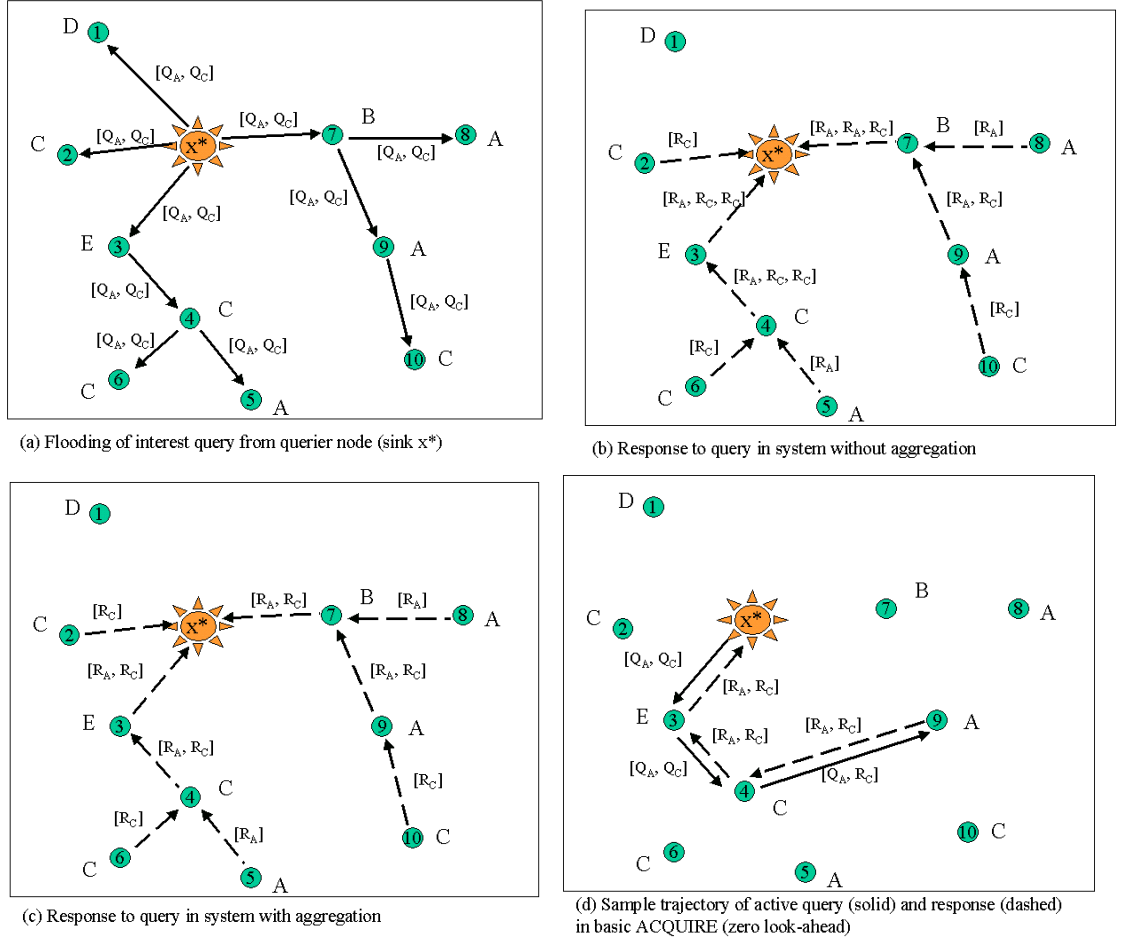 D 1
[QA, QC]
[QA, QC] x* [QA, QC] 7 B 8 A
C 2
[QA, QC]
[QA, QC]
[QA, QC]
E 3 9 A
[QA, QC]
[QA, QC]
4 C
[QA, QC]
[QA, QC]
6 C
10 C
5 A
(a) Flooding of interest query from querier node (sink x*)
D 1
[RC] x* [RA, RA, RC] 7 B [RA] 8 A
C 2
[RA, RC, RC]
[RA, RC]
E 3 9 A
[RA, RC, RC]
[RC]
4 C
[RC]
[RA]
6 C
10 C
5 A
(b) Response to query in system without aggregation
D 1
[RC] x* [RA, RC] 7 B [RA] 8 A
C 2
[RA, RC]
[RA, RC]
E 3 9 A
[RA, RC]
[RC]
4 C
[RC]
[RA]
6 C
10 C
5 A
(c) Response to query in system with aggregation
D 1
x* 7 B 8 A
C 2
[QA, QC]
[RA, RC]
E 3 9 A
[RA, RC]
[RA, RC]
[QA, QC]
[QA, RC]
4 C
10 C
C 6
5 A
(d) Sample trajectory of active query (solid) and response (dashed)
in basic ACQUIRE (zero look-ahead)